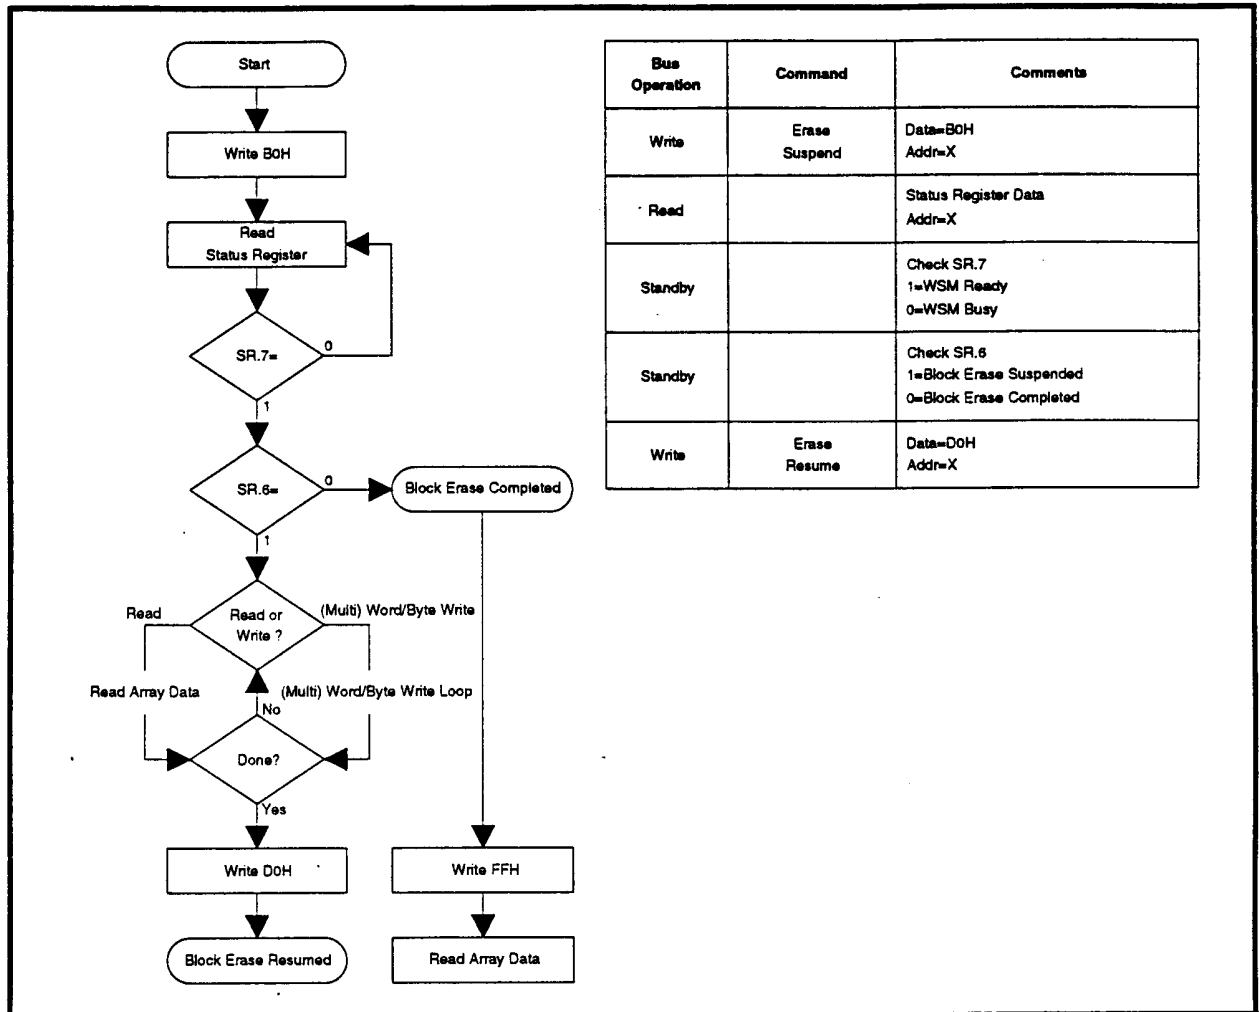 Start
Write B0H
Read
Status Register
SR.7=
0
1
SR.6=
0
1
Block Erase Completed
Read or
Write ?
Read
(Multi) Word/Byte Write
Read Array Data
(Multi) Word/Byte Write Loop
No
Done?
Yes
Write D0H
Write FFH
Block Erase Resumed
Read Array Data
Bus
Operation
Command
Comments
Write
Erase
Suspend
Data=B0H
Addr=X
Read
Status Register Data
Addr=X
Standby
Check SR.7
1=WSM Ready
0=WSM Busy
Standby
Check SR.6
1=Block Erase Suspended
0=Block Erase Completed
Write
Erase
Resume
Data=D0H
Addr=X